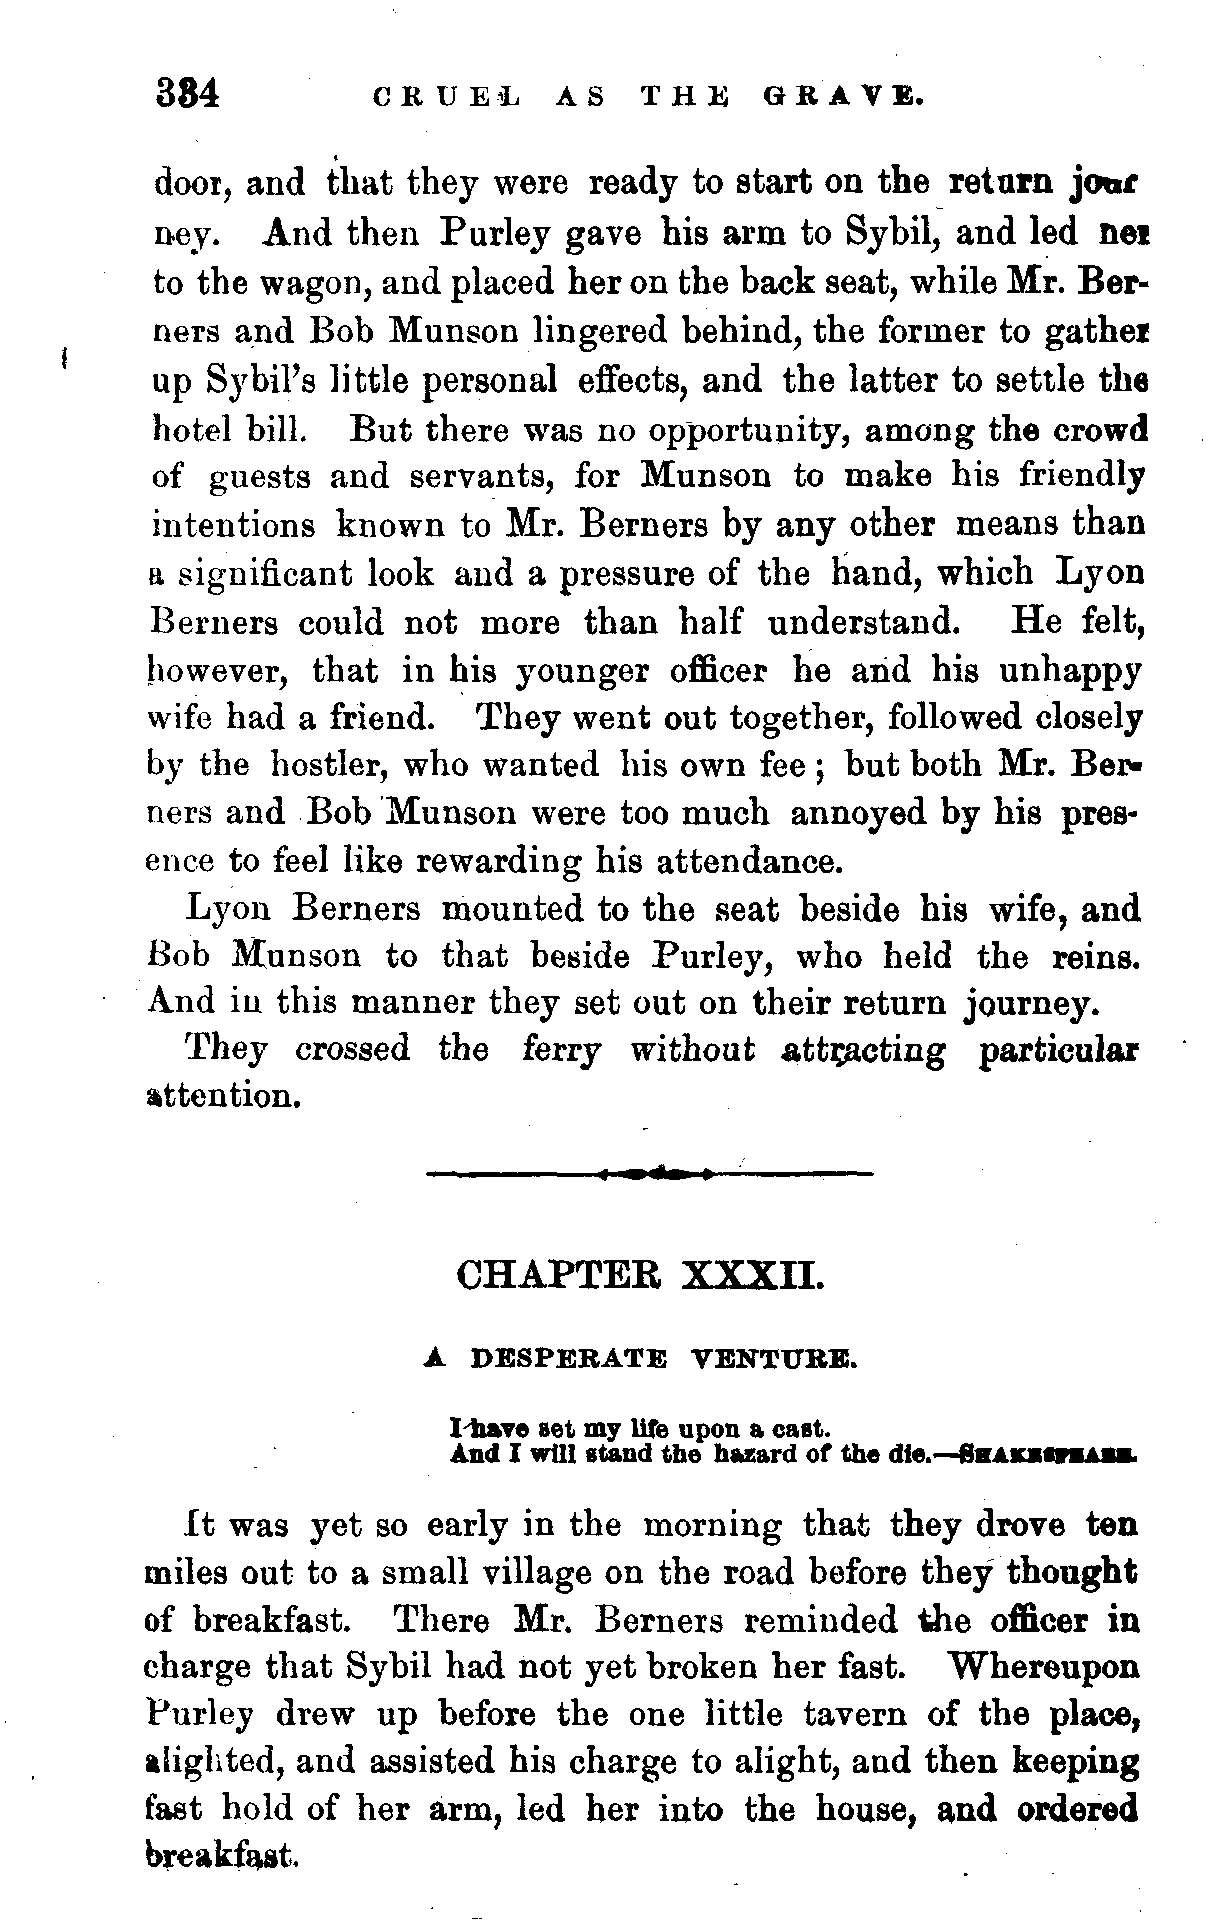 334 CRUEL AS THE GRAVE.
door, and that they were ready to start on the return jour
ney. And then Purley gave his arm to Sybil, and led her
to the wagon, and placed her on the back seat, while Mr. Ber-
ners and Bob Munson lingered behind, the former to gather
up Sybil's little personal effects, and the latter to settle the
hotel bill. But there was no opportunity, among the crowd
of guests and servants, for Munson to make his friendly
intentions known to Mr. Berners by any other means than
a significant look and a pressure of the hand, which Lyon
Berners could not more than half understand. He felt,
however, that in his younger officer he and his unhappy
wife had a friend. They went out together, followed closely
by the hostler, who wanted his own fee; but both Mr. Ber-
ners and Bob Munson were too much annoyed by his pres-
ence to feel like rewarding his attendance.
Lyon Berners mounted to the seat beside his wife, and
Bob Munson to that beside Purley, who held the reins.
And in this manner they set out on their return journey.
They crossed the ferry without attracting particular
attention.
CHAPTER XXXII.
A DESPERATE VENTURE.
I have set my life upon a cast.
And I will stand the hazard of the die.—SHAKESPEARE.
It was yet so early in the morning that they drove ten
miles out to a small village on the road before they thought
of breakfast. There Mr. Berners reminded the officer in
charge that Sybil had not yet broken her fast. Whereupon
Purley drew up before the one little tavern of the place,
alighted, and assisted his charge to alight, and then keeping
fast hold of her arm, led her into the house, and ordered
breakfast.